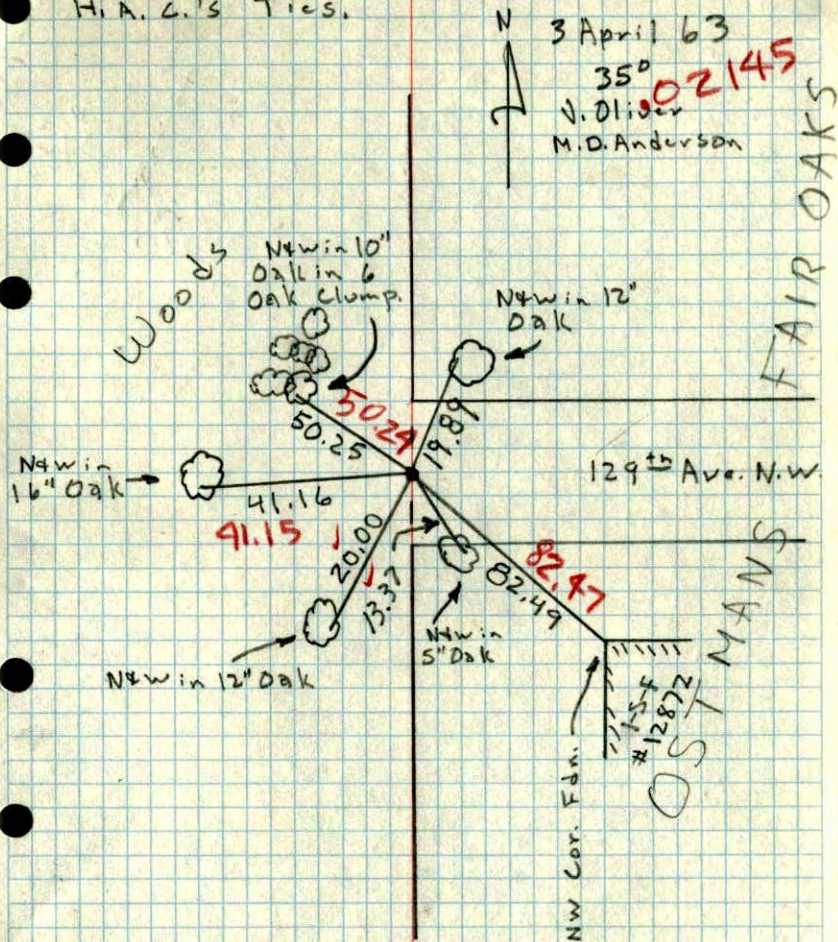 H. A. C.'s Ties.
N
3 April 63
35°
02145
V. Oliver
M.D. Anderson
FAIR OAKS
Woods
N&W in 10"
Oak in 6
Oak Clump.
N&W in 12"
Oak
50.24
50.25
19.89
N&W in
16" Oak
41.16
41.15
129th Ave. N.W.
20.00
13.37
82.47
82.49
N&W in
5" Oak
N&W in 12" Oak
1-S-F
#12872
OSTMANS
NW Cor. Fdn.